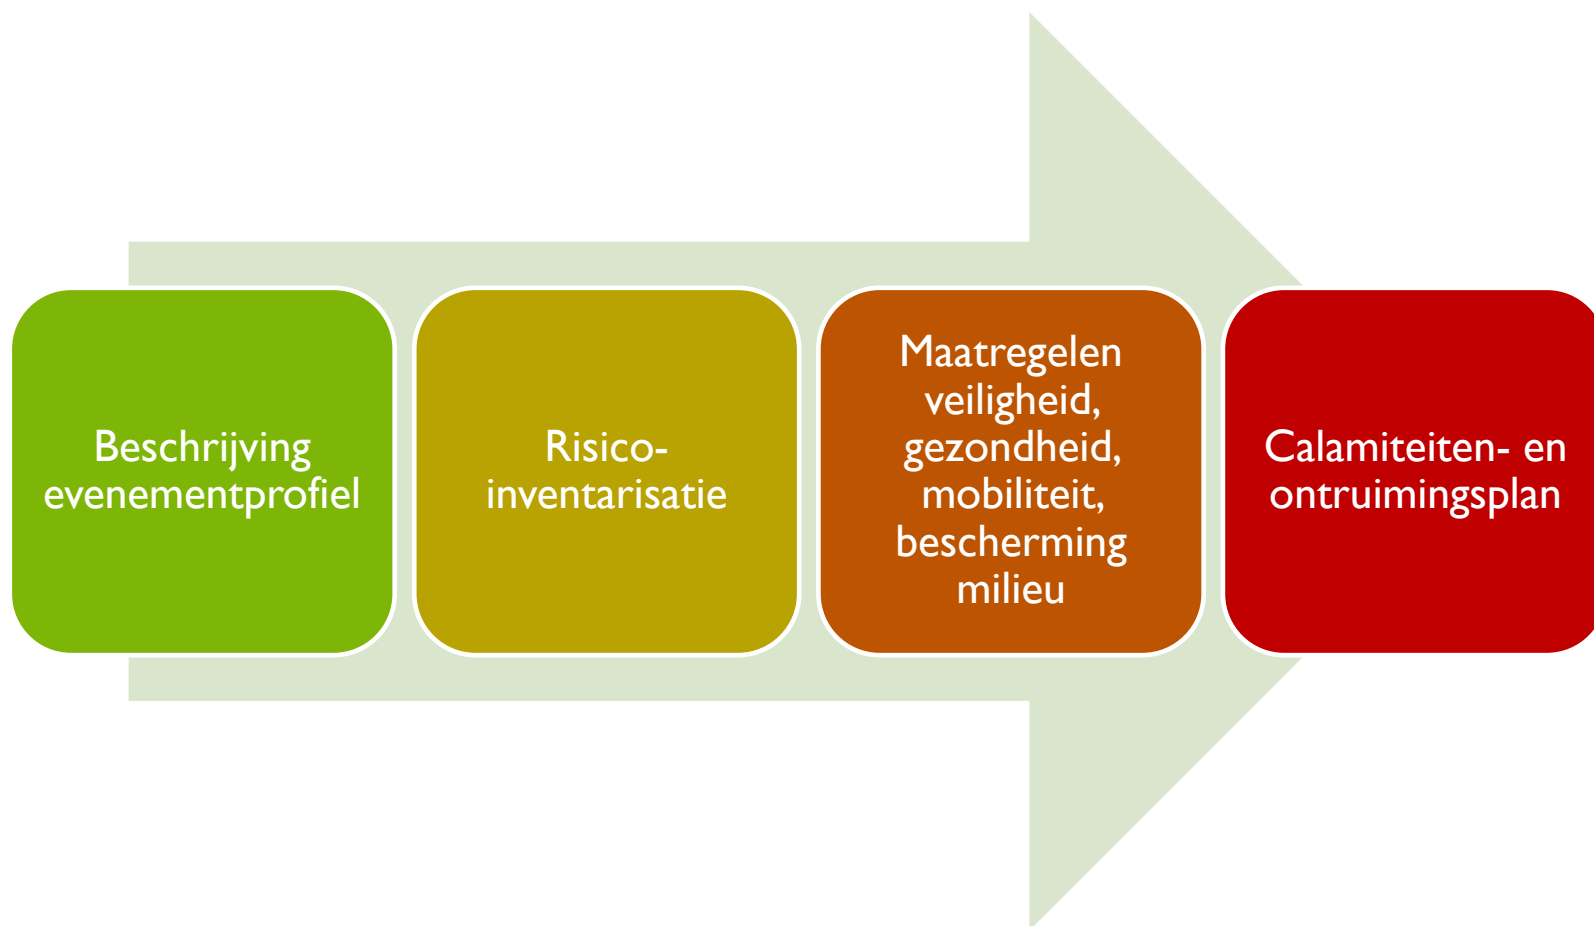 Beschrijving
evenementprofiel
Risico-
inventarisatie
Maatregelen
veiligheid,
gezondheid,
mobiliteit,
bescherming
milieu
Calamiteiten- en
ontruimingsplan